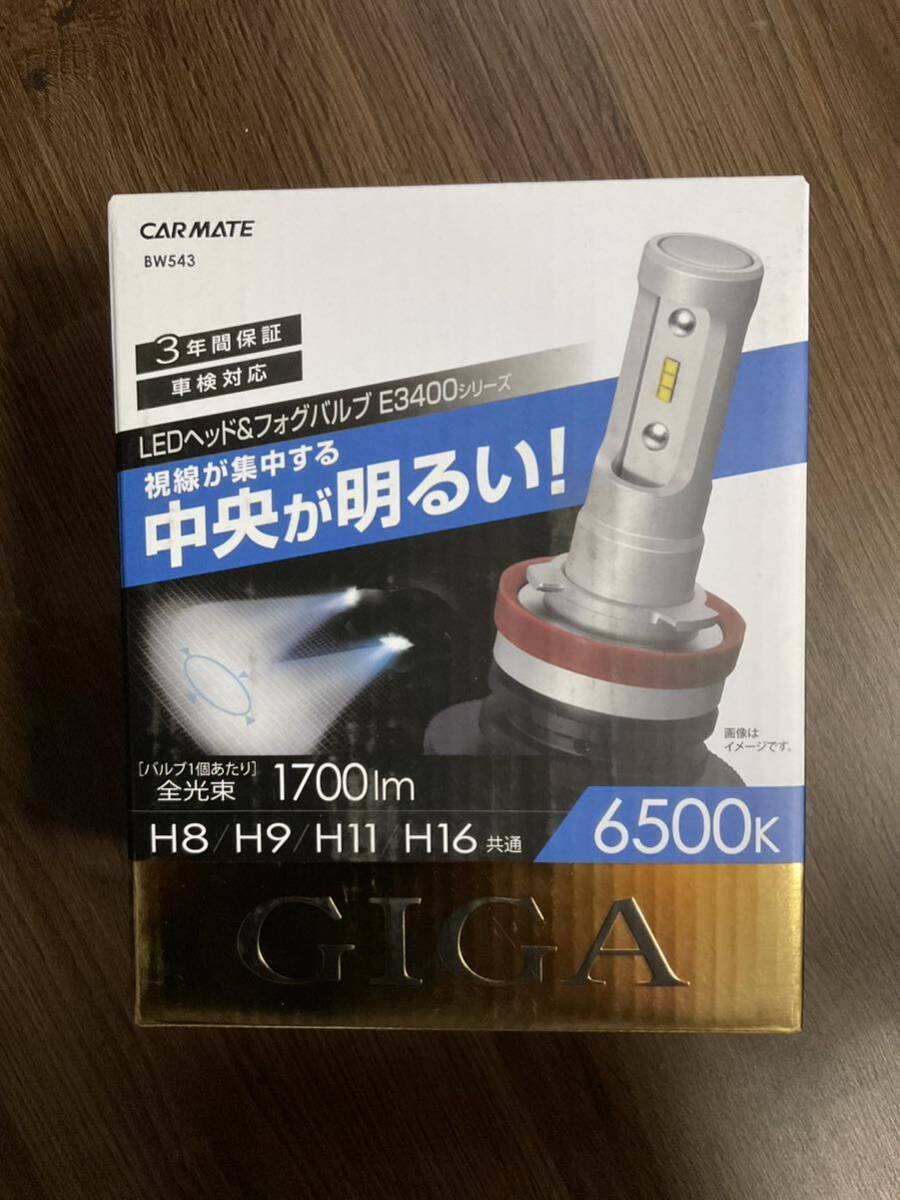 CARMATE
BW543
3年間保証
車検対応
LEDヘッド&フォグバルブ E3400シリーズ
視線が集中する
中央が明るい!
画像は
イメージです。
[バルブ1個あたり]
全光束 1700lm
H8/H9/H11/H16 共通
6500K
GIGA